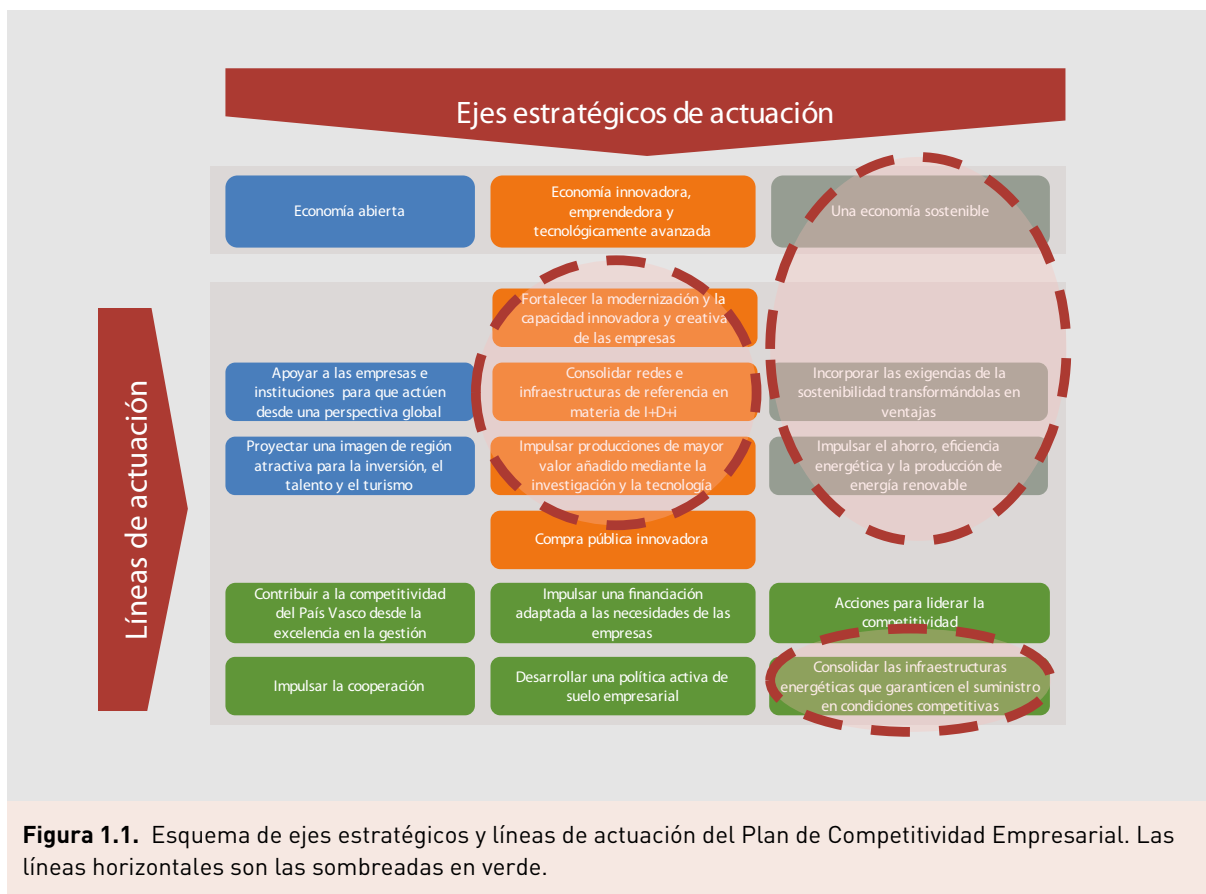 Ejes estratégicos de actuación
Economía abierta
Economía innovadora,
emprendedora y
tecnológicamente avanzada
Una economía sostenible
Líneas de actuación
Fortalecer la modernización y la
capacidad innovadora y creativa
de las empresas
Apoyar a las empresas e
instituciones para que actúen
desde una perspectiva global
Consolidar redes e
infraestructuras de referencia en
materia de I+D+i
Incorporar las exigencias de la
sostenibilidad transformándolas en
ventajas
Proyectar una imagen de región
atractiva para la inversión, el
talento y el turismo
Impulsar producciones de mayor
valor añadido mediante la
investigación y la tecnología
Impulsar el ahorro, eficiencia
energética y la producción de
energía renovable
Compra pública innovadora
Contribuir a la competitividad
del País Vasco desde la
excelencia en la gestión
Impulsar una financiación
adaptada a las necesidades de las
empresas
Acciones para liderar la
competitividad
Impulsar la cooperación
Desarrollar una política activa de
suelo empresarial
Consolidar las infraestructuras
energéticas que garanticen el suministro
en condiciones competitivas
Figura 1.1. Esquema de ejes estratégicos y líneas de actuación del Plan de Competitividad Empresarial. Las
líneas horizontales son las sombreadas en verde.